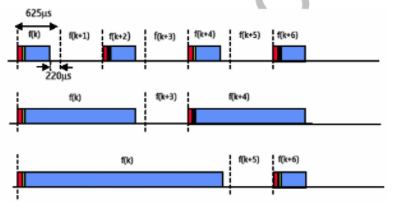 625µs
f(k) f(k+1) f(k+2) f(k+3) f(k+4) f(k+5) f(k+6)
220µs
f(k) f(k+3) f(k+4)
f(k) f(k+5) f(k+6)